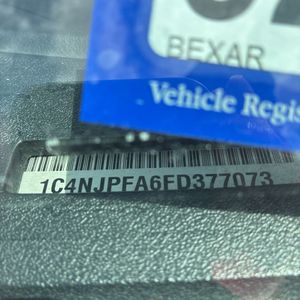 BEXAR
Vehicle Regis
1C4NJPFA6FD377073